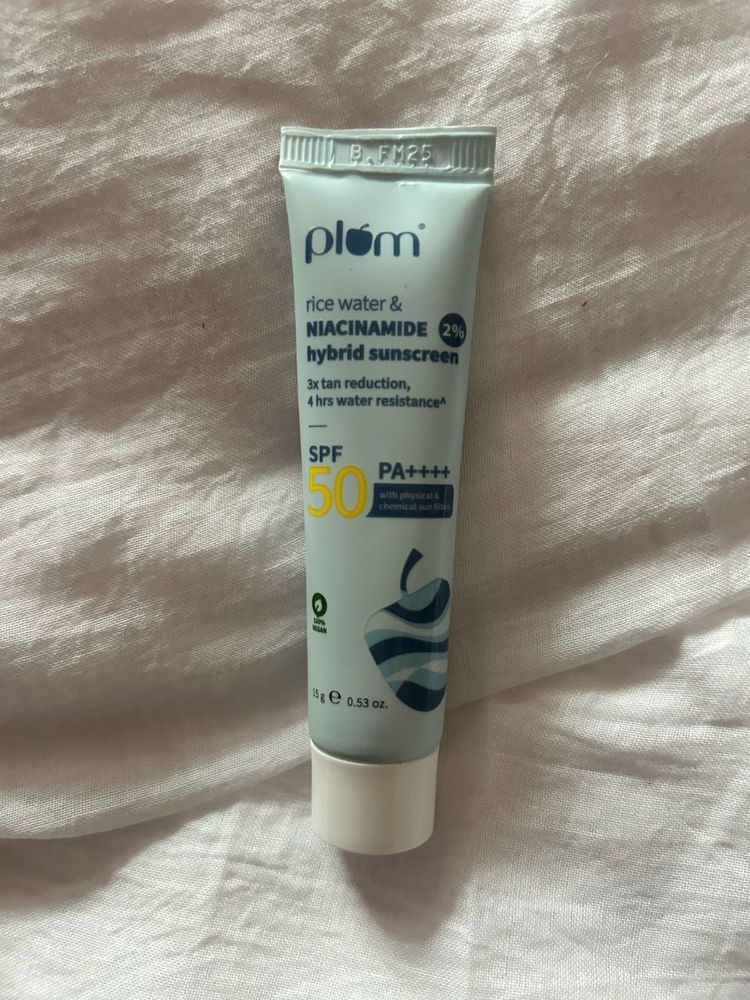 B.FM25
plum®
rice water &
NIACINAMIDE 2%
hybrid sunscreen
3x tan reduction,
4 hrs water resistance^
SPF
50 PA++++
with physical &
chemical sun filters
100%
VEGAN
15 g ℮ 0.53 oz.